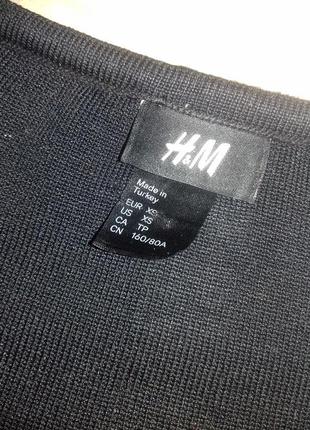 H&M
Made in
Turkey
EUR XS
US XS
CA TP
CN 160/80A